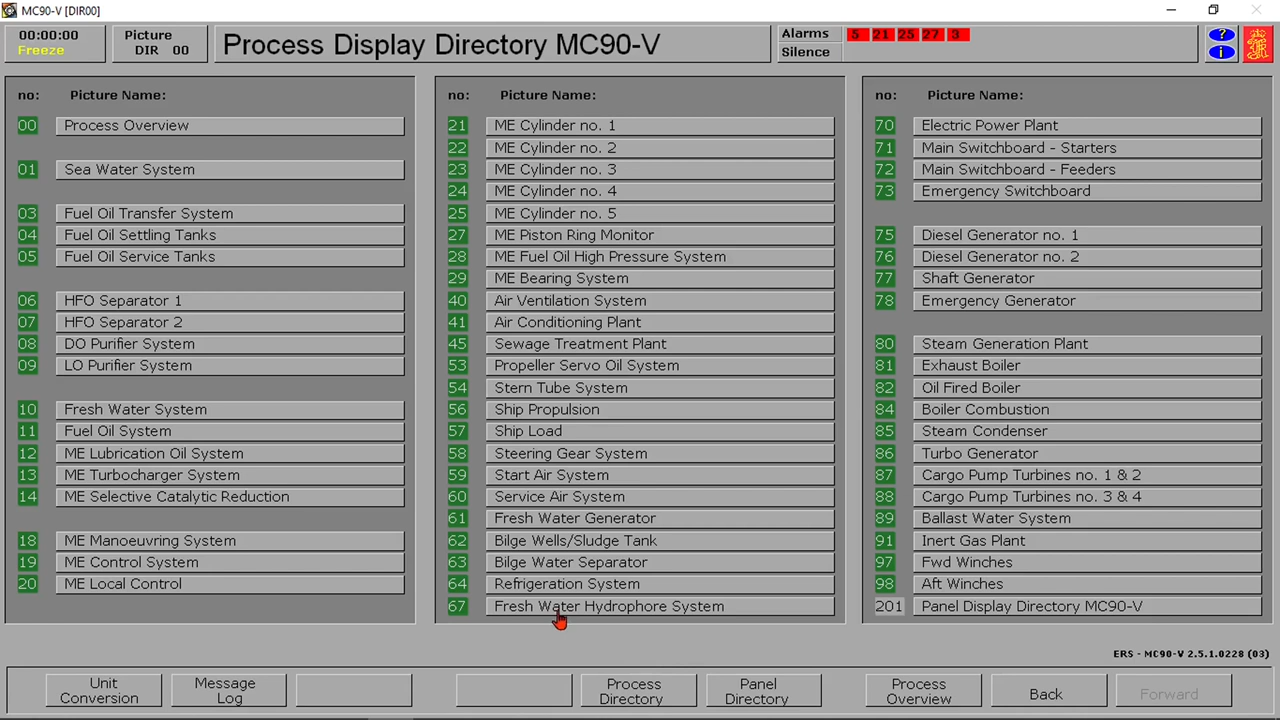 MC90-V [DIR00]
00:00:00
Freeze
Picture
DIR 00
Process Display Directory MC90-V
Alarms
Silence
5 21 25 27 3
?
i
no: Picture Name:
00 Process Overview
01 Sea Water System
03 Fuel Oil Transfer System
04 Fuel Oil Settling Tanks
05 Fuel Oil Service Tanks
06 HFO Separator 1
07 HFO Separator 2
08 DO Purifier System
09 LO Purifier System
10 Fresh Water System
11 Fuel Oil System
12 ME Lubrication Oil System
13 ME Turbocharger System
14 ME Selective Catalytic Reduction
18 ME Manoeuvring System
19 ME Control System
20 ME Local Control
no: Picture Name:
21 ME Cylinder no. 1
22 ME Cylinder no. 2
23 ME Cylinder no. 3
24 ME Cylinder no. 4
25 ME Cylinder no. 5
27 ME Piston Ring Monitor
28 ME Fuel Oil High Pressure System
29 ME Bearing System
40 Air Ventilation System
41 Air Conditioning Plant
45 Sewage Treatment Plant
53 Propeller Servo Oil System
54 Stern Tube System
56 Ship Propulsion
57 Ship Load
58 Steering Gear System
59 Start Air System
60 Service Air System
61 Fresh Water Generator
62 Bilge Wells/Sludge Tank
63 Bilge Water Separator
64 Refrigeration System
67 Fresh Water Hydrophore System
no: Picture Name:
70 Electric Power Plant
71 Main Switchboard - Starters
72 Main Switchboard - Feeders
73 Emergency Switchboard
75 Diesel Generator no. 1
76 Diesel Generator no. 2
77 Shaft Generator
78 Emergency Generator
80 Steam Generation Plant
81 Exhaust Boiler
82 Oil Fired Boiler
84 Boiler Combustion
85 Steam Condenser
86 Turbo Generator
87 Cargo Pump Turbines no. 1 & 2
88 Cargo Pump Turbines no. 3 & 4
89 Ballast Water System
91 Inert Gas Plant
97 Fwd Winches
98 Aft Winches
201 Panel Display Directory MC90-V
ERS - MC90-V 2.5.1.0228 (03)
Unit
Conversion
Message
Log
Process
Directory
Panel
Directory
Process
Overview
Back
Forward